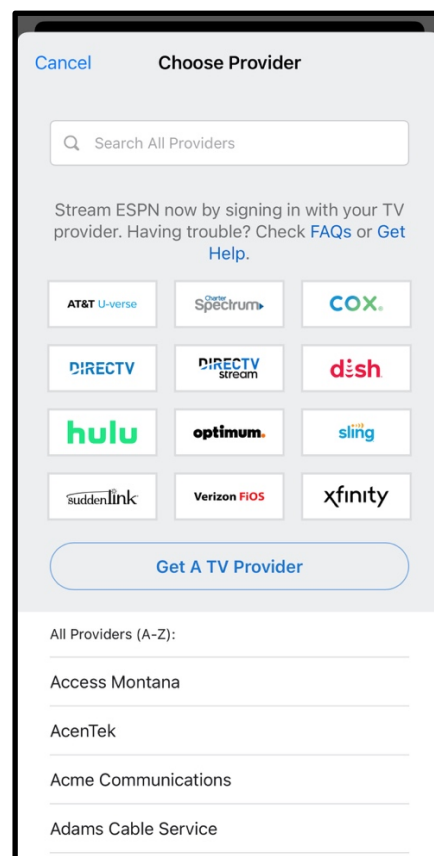 Cancel
Choose Provider
Search All Providers
Stream ESPN now by signing in with your TV
provider. Having trouble? Check FAQs or Get
Help.
AT&T U-verse
Charter
Spectrum
COX.
DIRECTV
DIRECTV
stream
dish
hulu
optimum.
sling
suddenlink
Verizon FiOS
xfinity
Get A TV Provider
All Providers (A-Z):
Access Montana
AcenTek
Acme Communications
Adams Cable Service